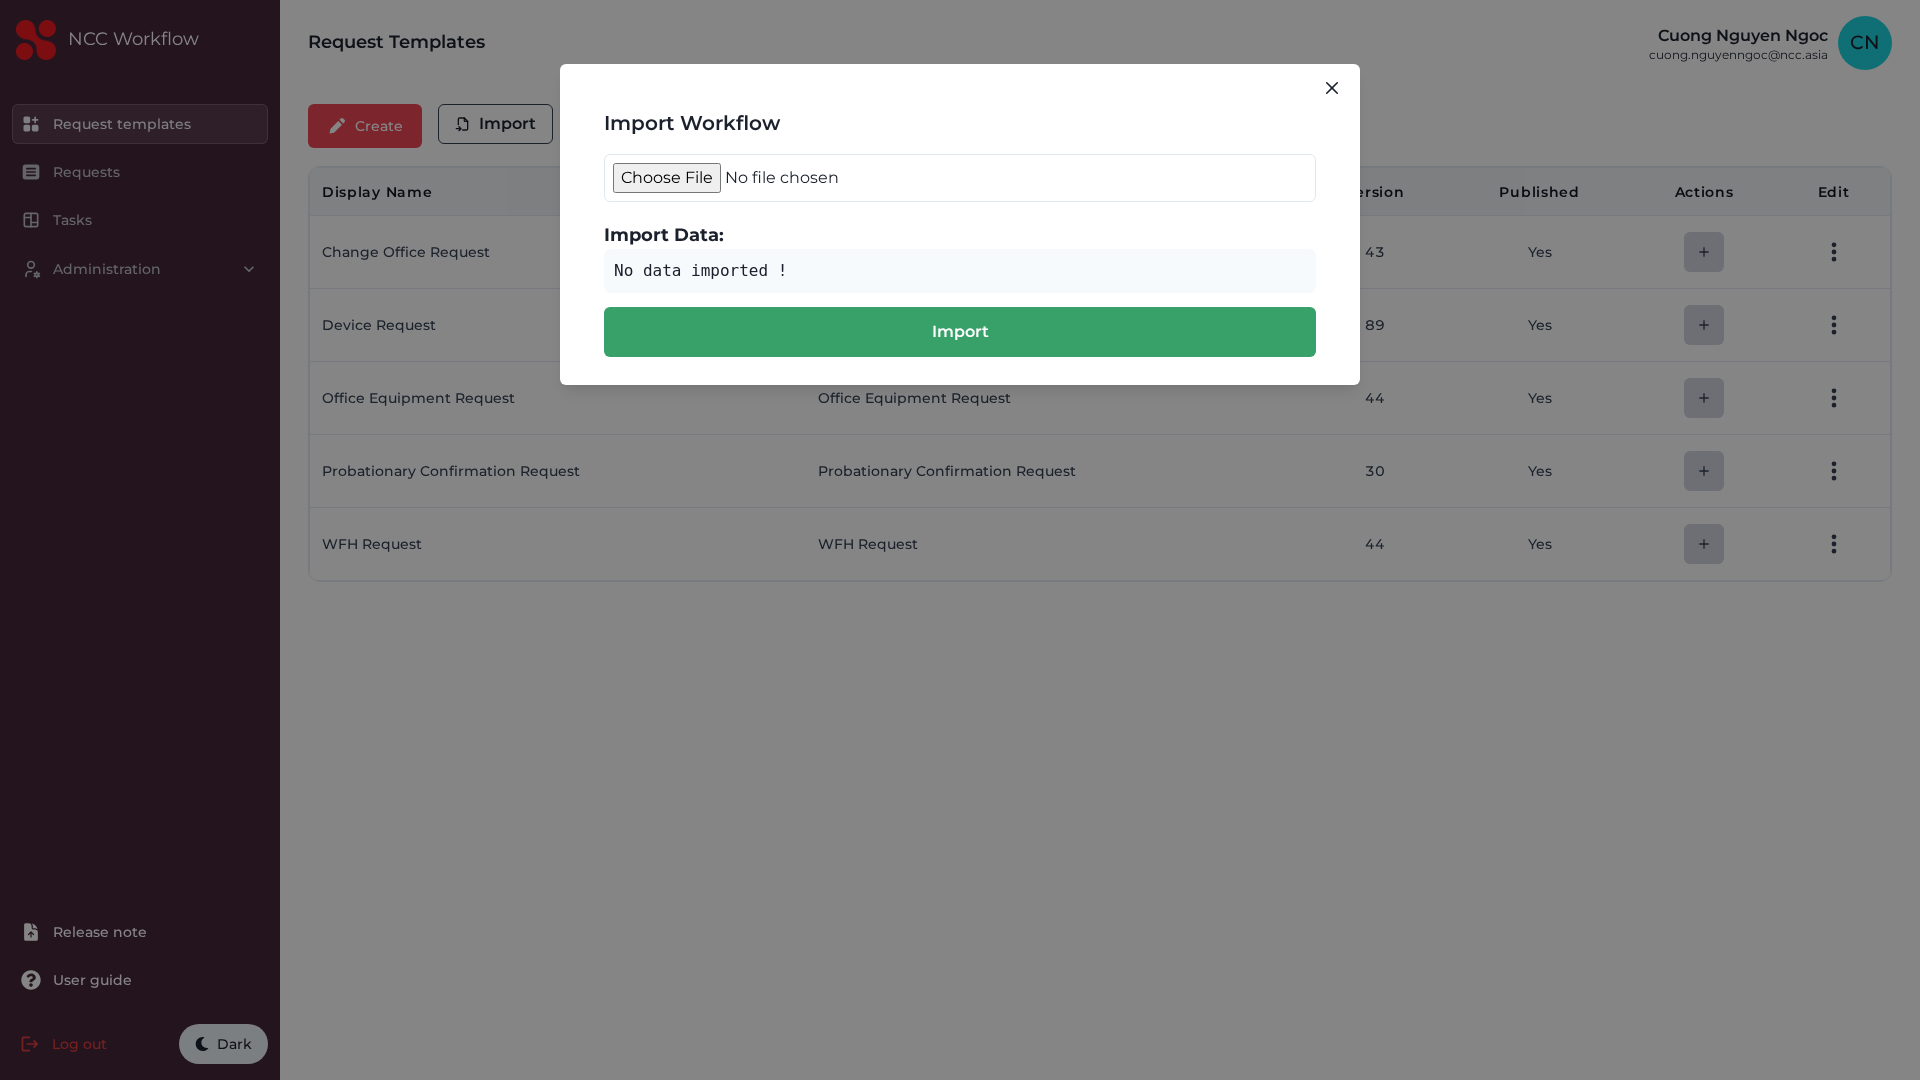 NCC Workflow
Request templates
Requests
Tasks
Administration
Release note
User guide
Log out
Dark
Request Templates
Cuong Nguyen Ngoc
cuong.nguyenngoc@ncc.asia
CN
Create
Import
Import Workflow
Choose File No file chosen
Import Data:
No data imported !
Import
Display Name ersion Published Actions Edit
Change Office Request 43 Yes
Device Request 89 Yes
Office Equipment Request Office Equipment Request 44 Yes
Probationary Confirmation Request Probationary Confirmation Request 30 Yes
WFH Request WFH Request 44 Yes